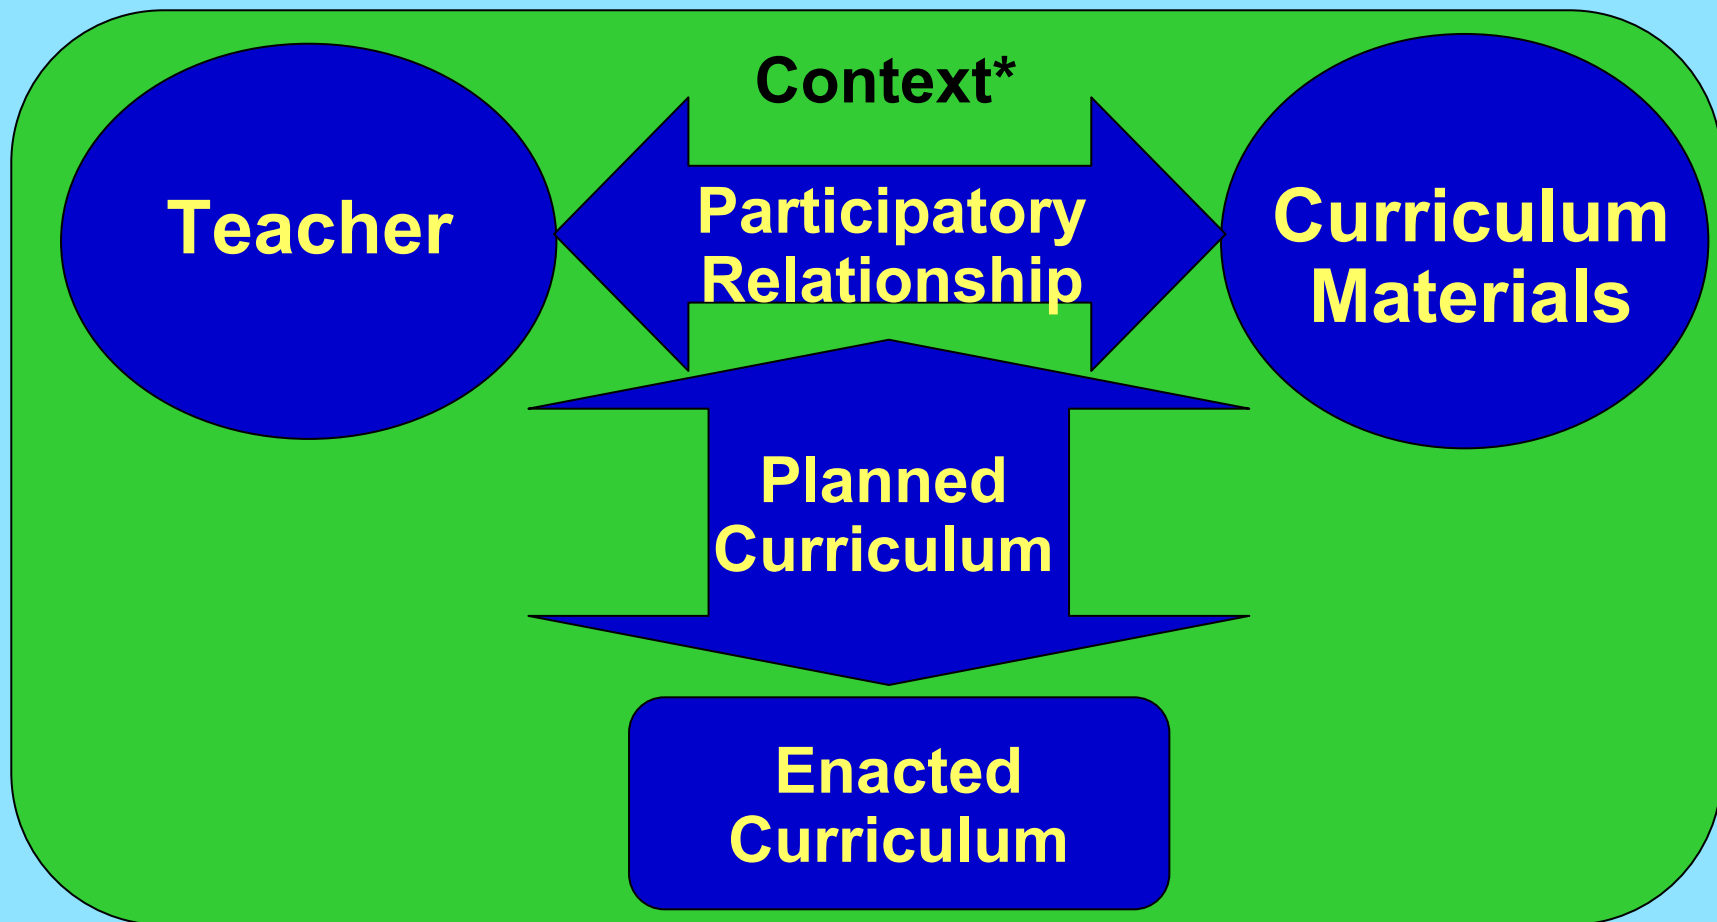 Context*
Teacher
Participatory
Relationship
Curriculum
Materials
Planned
Curriculum
Enacted
Curriculum